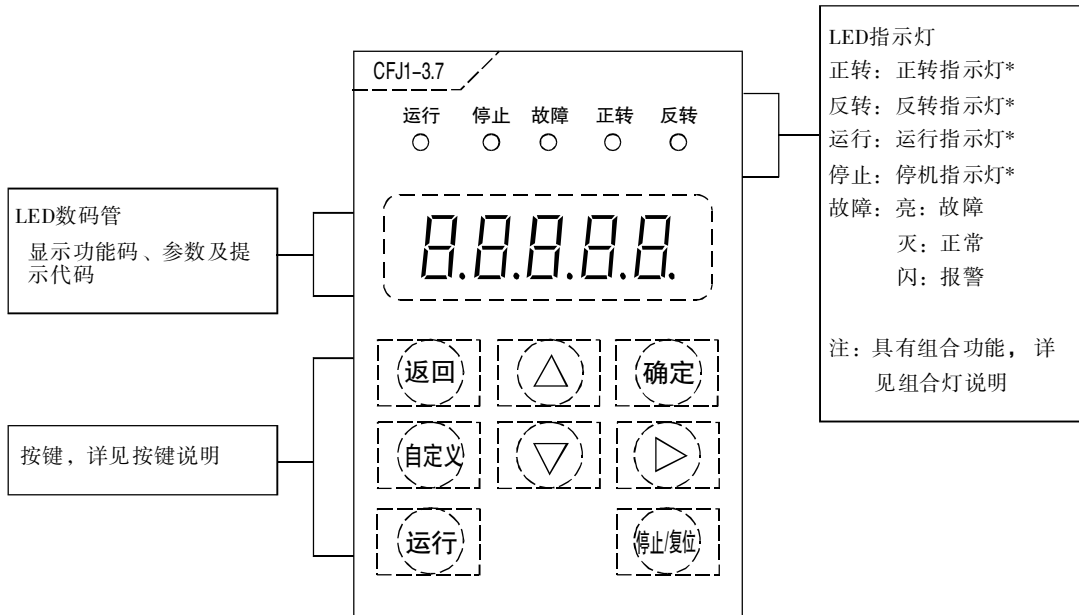 CFJ1-3.7
运行 停止 故障 正转 反转
8.8.8.8.8.
返回 确定
自定义
运行 停止/复位
LED数码管
显示功能码、参数及提
示代码
按键，详见按键说明
LED指示灯
正转：正转指示灯*
反转：反转指示灯*
运行：运行指示灯*
停止：停机指示灯*
故障：亮：故障
灭：正常
闪：报警
注：具有组合功能，详
见组合灯说明